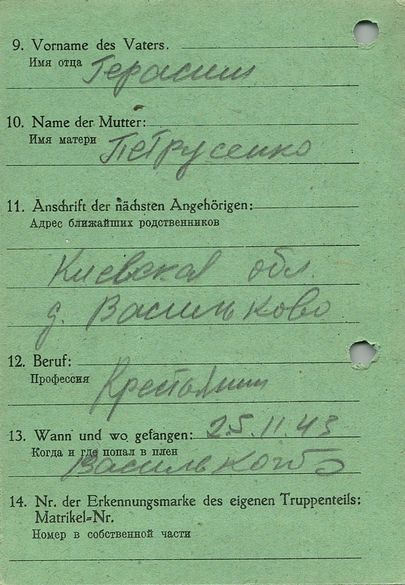 9. Vorname des Vaters.
Имя отца Герасим
10. Name der Mutter:
Имя матери Петрусенко
11. Anschrift der nächsten Angehörigen:
Адрес ближайших родственников
Киевская обл.
д. Васильково
12. Beruf:
Профессия Крестьянин
13. Wann und wo gefangen: 25.11.43
Когда и где попал в плен
14. Nr. der Erkennungsmarke des eigenen Truppenteils:
Matrikel-Nr.
Номер в собственной части